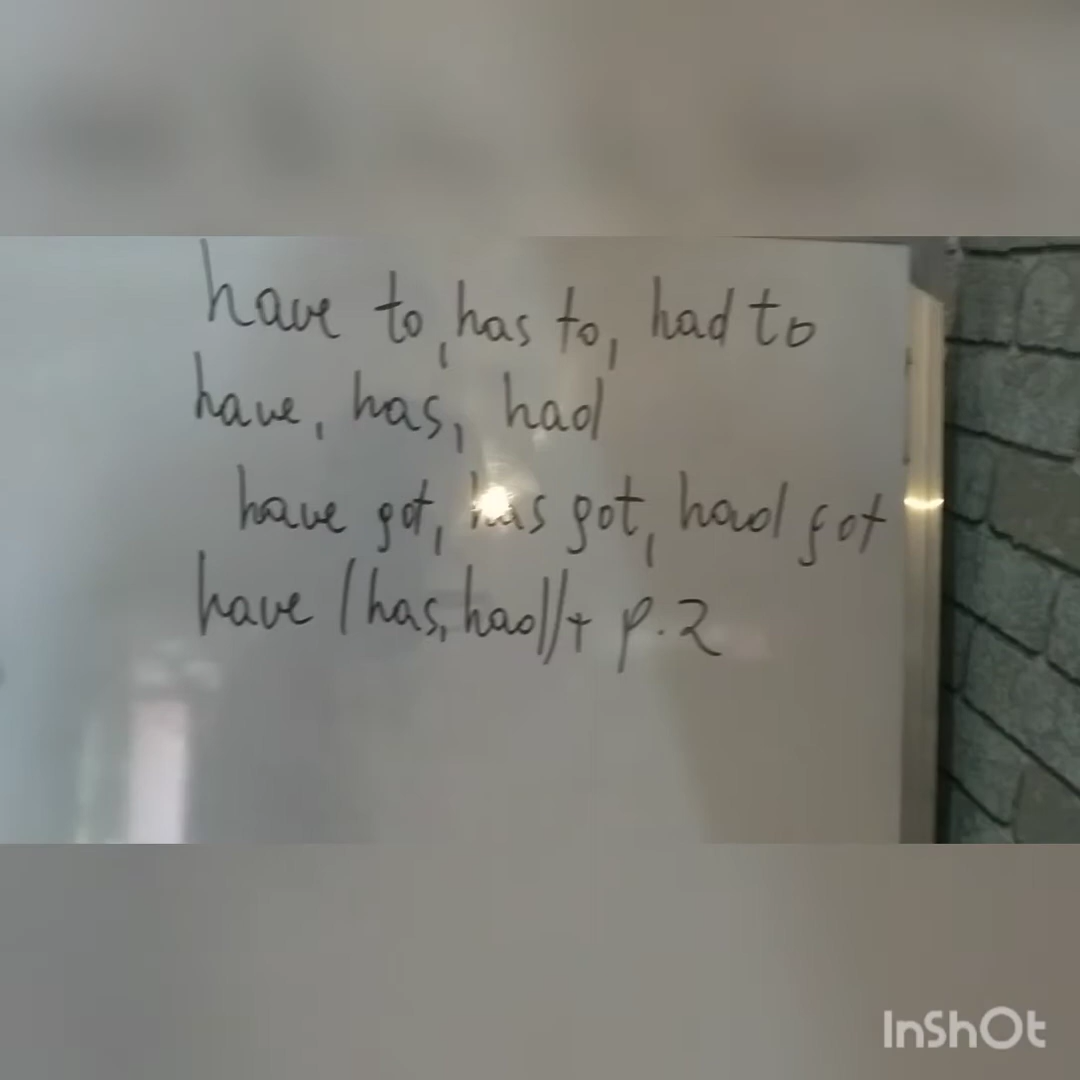 have to, has to, had to
have, has, had
have got, has got, had got
have (has, had) + p. 2
InShOt